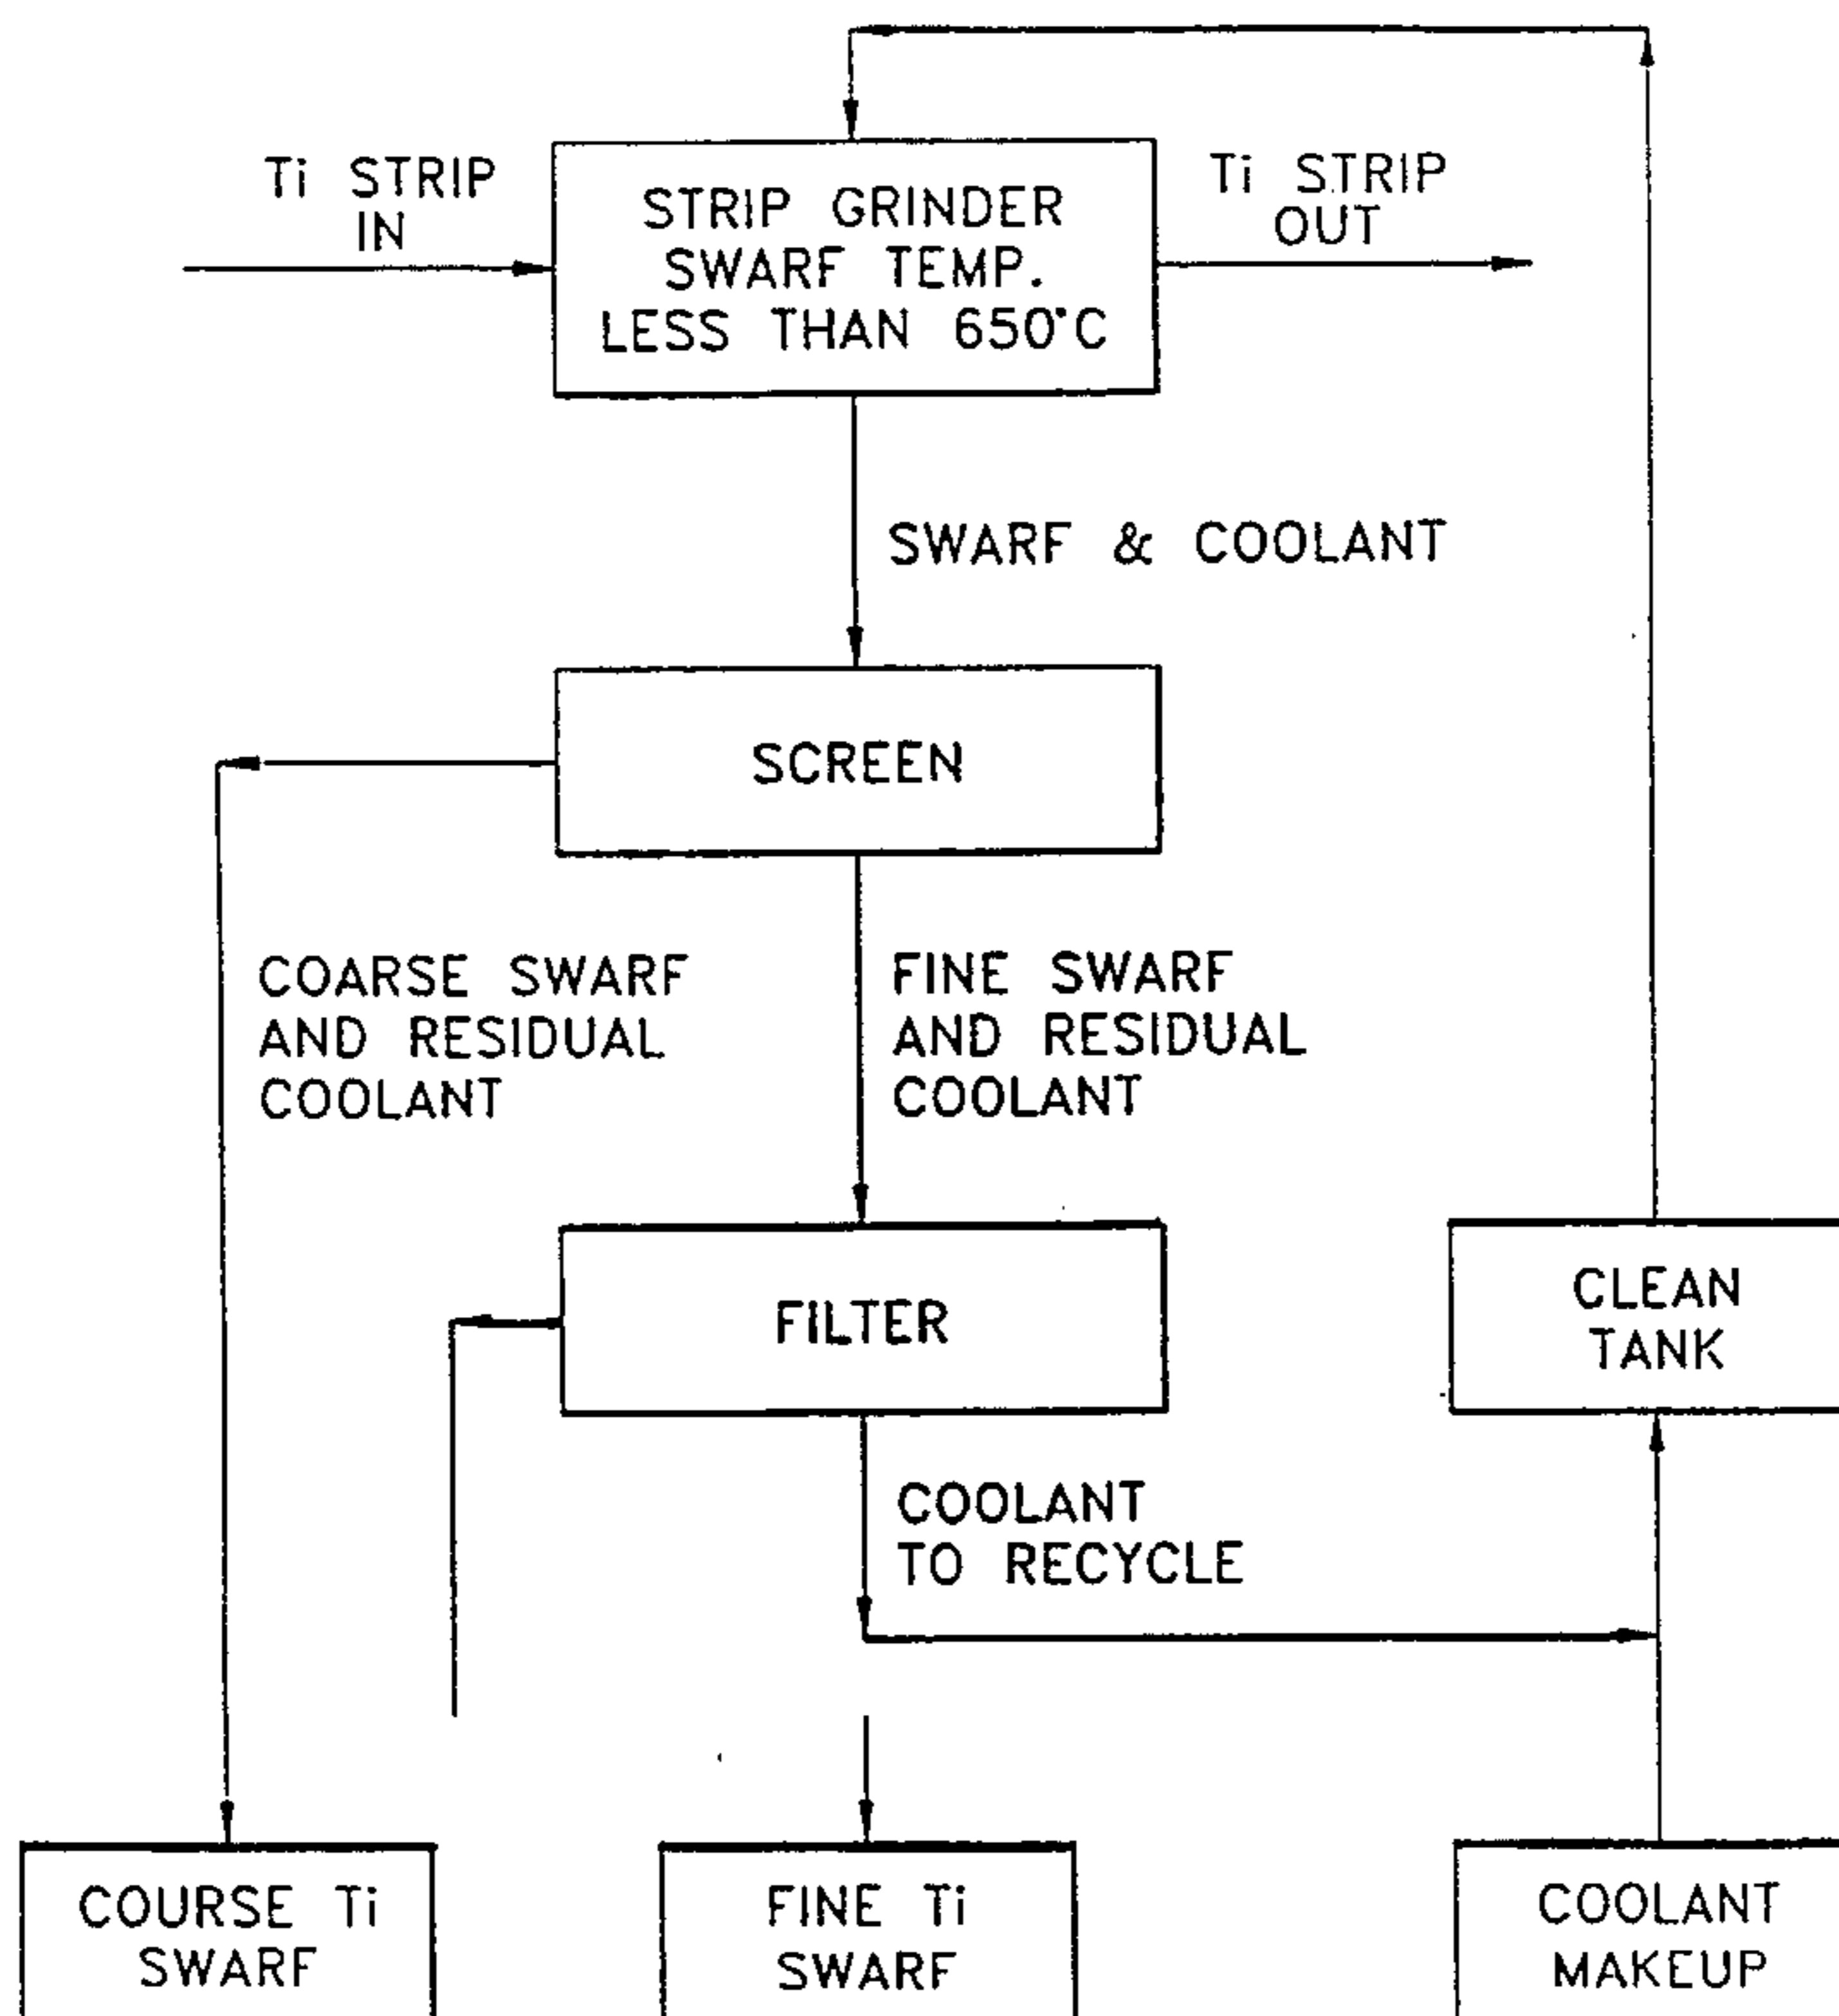 Ti STRIP
IN
STRIP GRINDER
SWARF TEMP.
LESS THAN 650°C
Ti STRIP
OUT
SWARF & COOLANT
SCREEN
COARSE SWARF
AND RESIDUAL
COOLANT
FINE SWARF
AND RESIDUAL
COOLANT
FILTER
CLEAN
TANK
COOLANT
TO RECYCLE
COURSE Ti
SWARF
FINE Ti
SWARF
COOLANT
MAKEUP